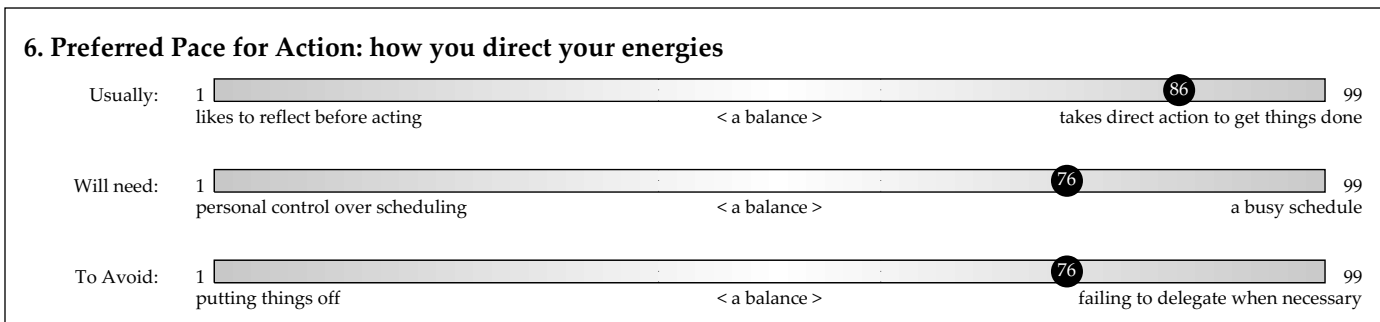 6. Preferred Pace for Action: how you direct your energies
86
Usually: 1 99
likes to reflect before acting < a balance > takes direct action to get things done
76
Will need: 1 99
personal control over scheduling < a balance > a busy schedule
76
To Avoid: 1 99
putting things off < a balance > failing to delegate when necessary